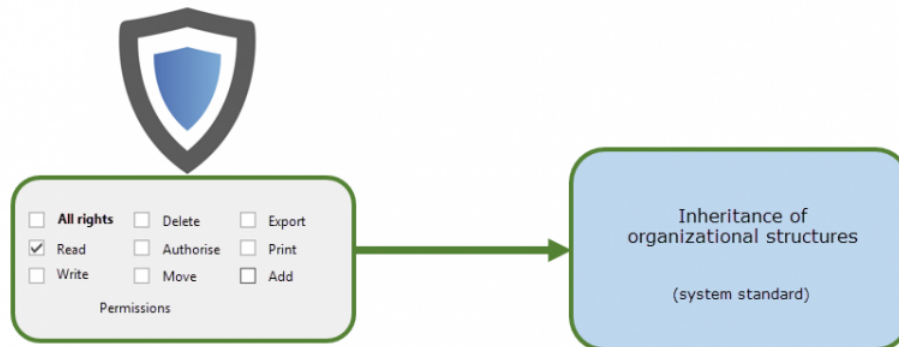 All rights Delete Export
Read Authorise Print
Write Move Add
Permissions
Inheritance of
organizational structures
(system standard)